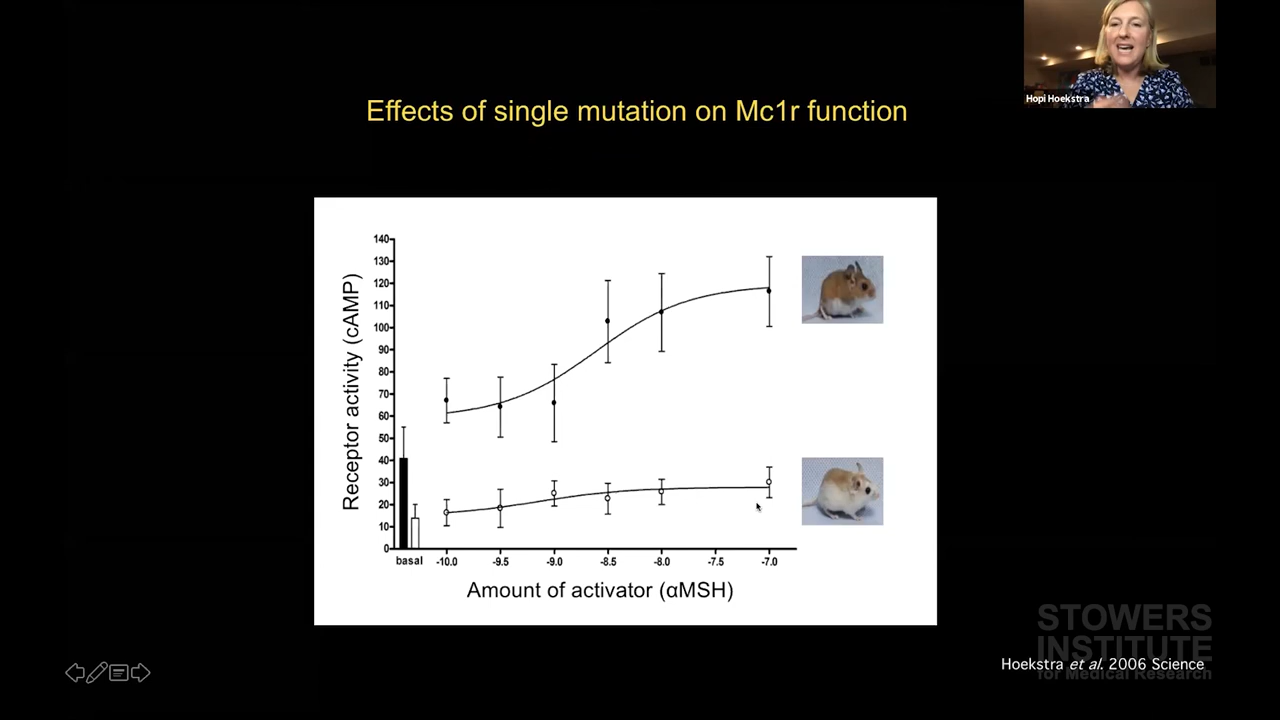 Hopi Hoekstra
Effects of single mutation on Mc1r function
Receptor activity (cAMP)
140
130
120
110
100
90
80
70
60
50
40
30
20
10
0
basal -10.0 -9.5 -9.0 -8.5 -8.0 -7.5 -7.0
Amount of activator (αMSH)
STOWERS
INSTITUTE
for Medical Research
Hoekstra et al. 2006 Science